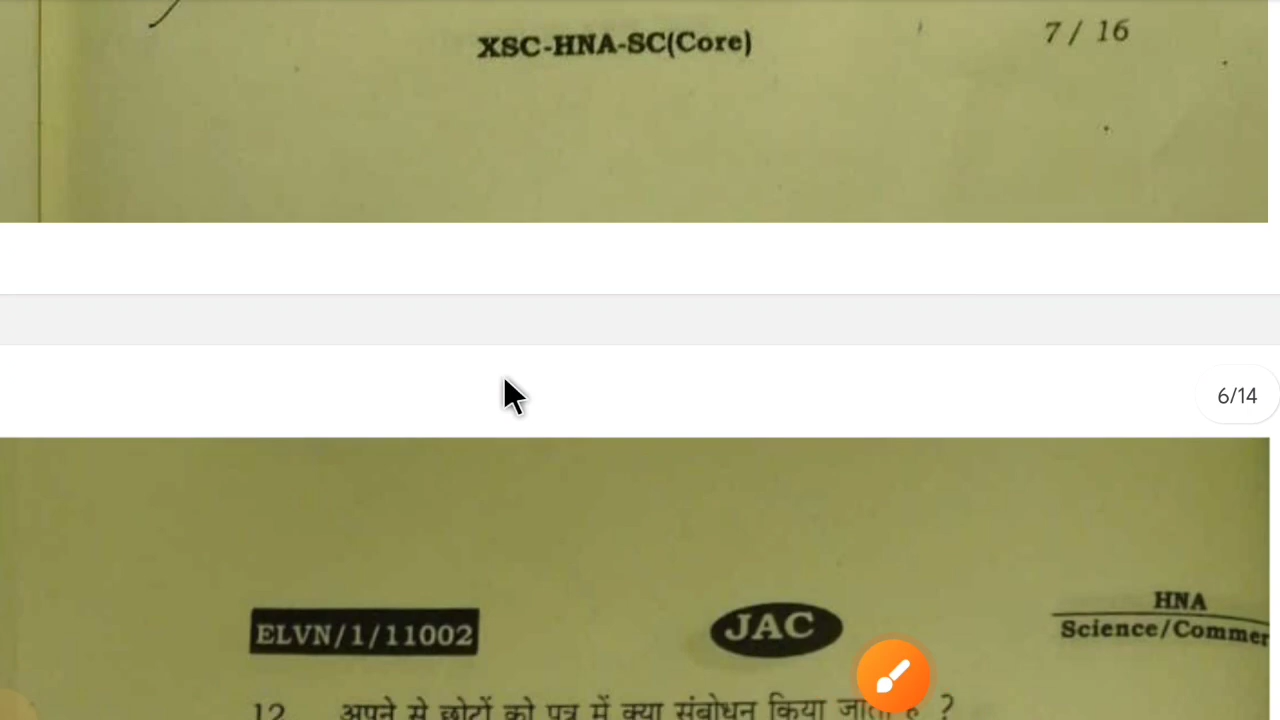 XSC-HNA-SC(Core)
7 / 16
6/14
ELVN/1/11002
JAC
HNA
Science/Commer
12. अपने से छोटों को पत्र में क्या संबोधन किया जाता है ?